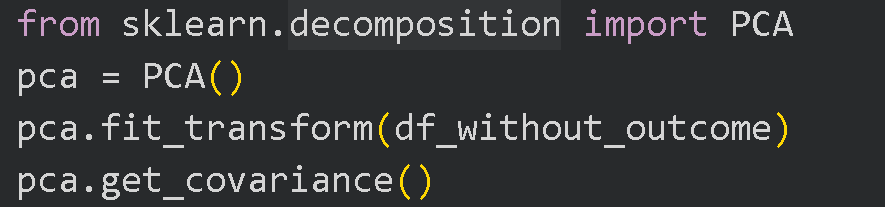 from sklearn.decomposition import PCA
pca = PCA()
pca.fit_transform(df_without_outcome)
pca.get_covariance()